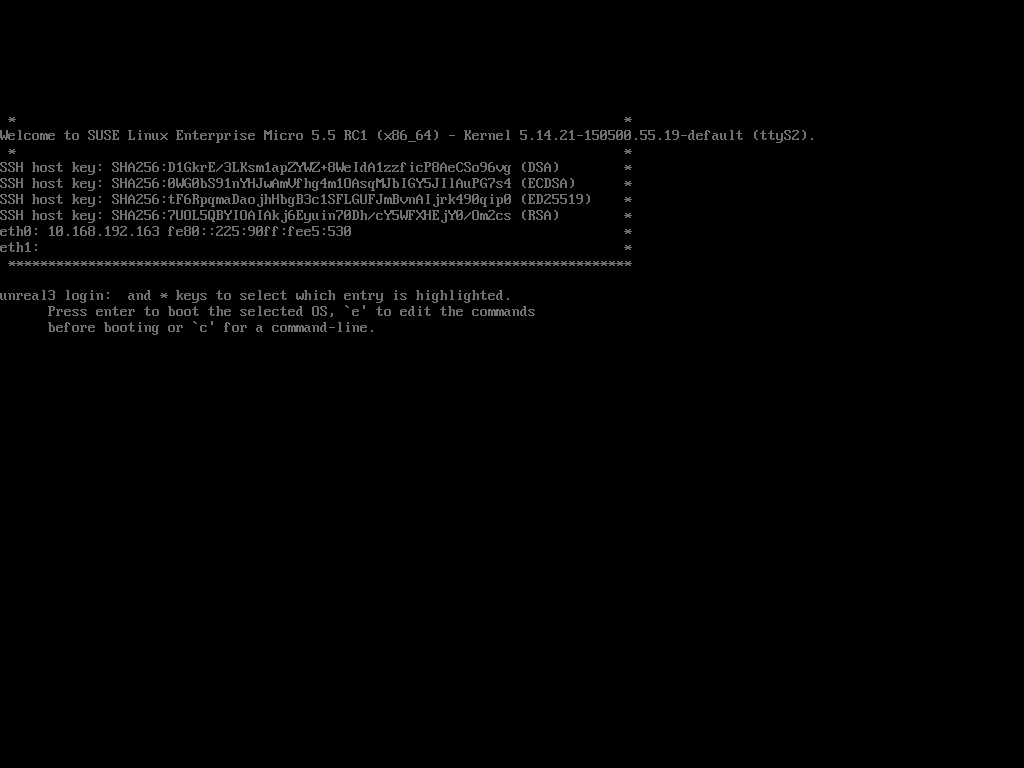 *                                                                            *
Welcome to SUSE Linux Enterprise Micro 5.5 RC1 (x86_64) - Kernel 5.14.21-150500.55.19-default (ttyS2).
*                                                                            *
SSH host key: SHA256:D1GkrE/3LKsm1apZYWZ+8WeIdA1zzficP8AeCSo96vg (DSA)        *
SSH host key: SHA256:0WG0bS91nYHJwAmVfhg4m1OAsqMJbIGY5JIlAuPG7s4 (ECDSA)      *
SSH host key: SHA256:tF6RpqmaDaojhHbgB3c1SFLGUFJmBvnAIjrk490qip0 (ED25519)    *
SSH host key: SHA256:7UOL5QBYIOAIAkj6Eyuin70Dh/cY5WFXHEjY0/Om2cs (RSA)        *
eth0: 10.168.192.163 fe80::225:90ff:fee5:530                                  *
eth1:                                                                         *
******************************************************************************
unreal3 login:  and * keys to select which entry is highlighted.
Press enter to boot the selected OS, `e' to edit the commands
before booting or `c' for a command-line.